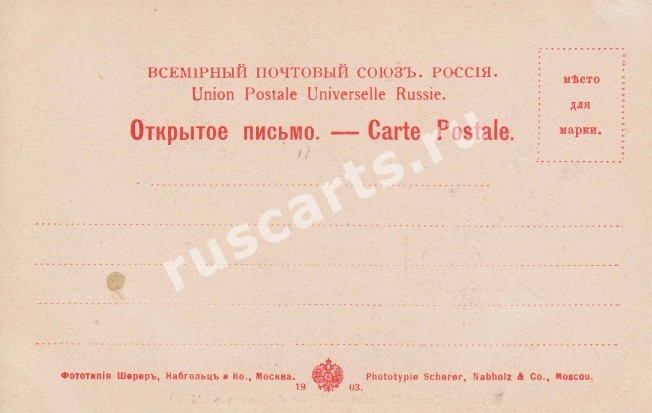 ВСЕМІРНЫЙ ПОЧТОВЫЙ СОЮЗЪ. РОССІЯ.
Union Postale Universelle Russie.
Открытое письмо. — Carte Postale.
мѣсто
для
марки.
ruscarts.ru
Фототипія Шереръ, Набгольцъ и Ко., Москва.
19 03.
Phototypie Scherer, Nabholz & Co., Moscou.